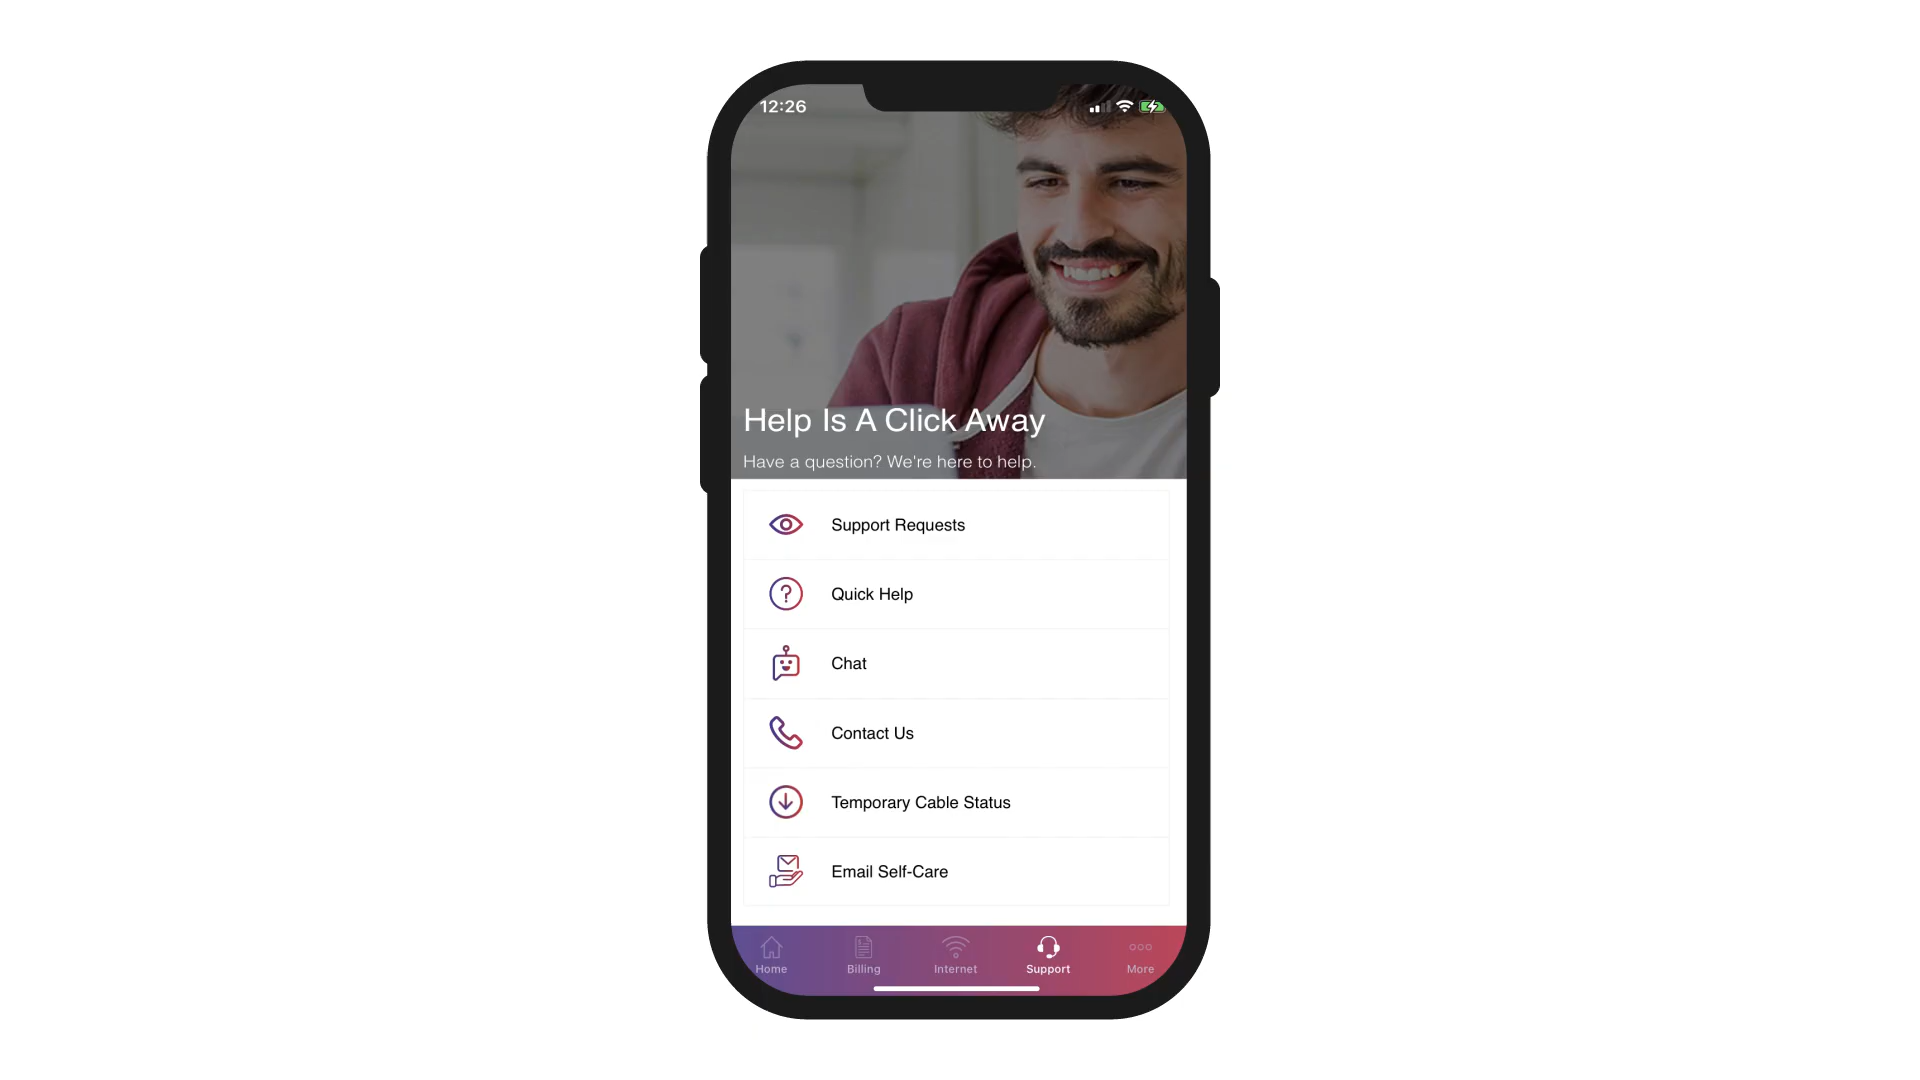 12:26
Help Is A Click Away
Have a question? We're here to help.
Support Requests
Quick Help
Chat
Contact Us
Temporary Cable Status
Email Self-Care
Home
Billing
Internet
Support
More